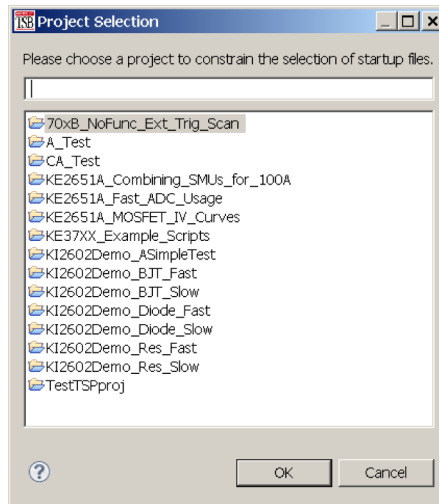 TSB Project Selection
Please choose a project to constrain the selection of startup files.
70xB_NoFunc_Ext_Trig_Scan
A_Test
CA_Test
KE2651A_Combining_SMUs_for_100A
KE2651A_Fast_ADC_Usage
KE2651A_MOSFET_IV_Curves
KE37XX_Example_Scripts
KI2602Demo_ASimpleTest
KI2602Demo_BJT_Fast
KI2602Demo_BJT_Slow
KI2602Demo_Diode_Fast
KI2602Demo_Diode_Slow
KI2602Demo_Res_Fast
KI2602Demo_Res_Slow
TestTSPproj
?
OK Cancel